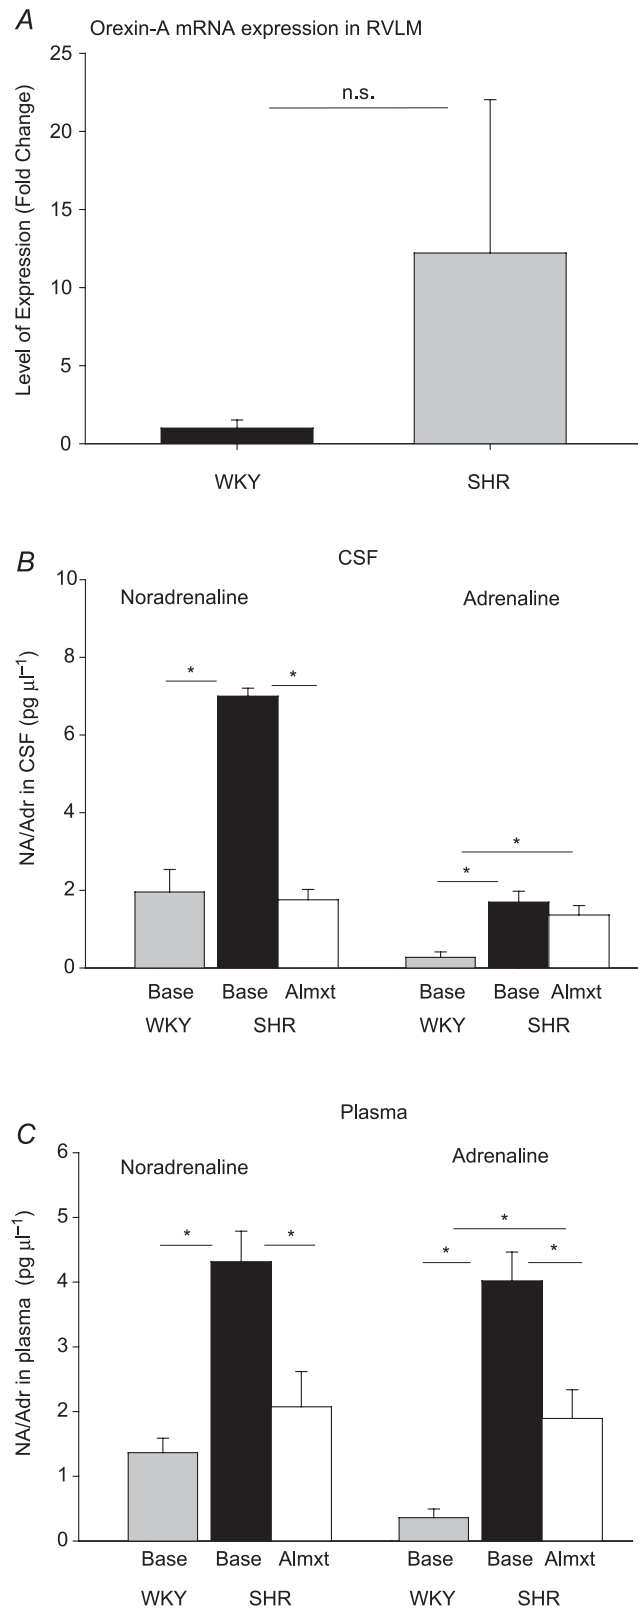 A Orexin-A mRNA expression in RVLM
Level of Expression (Fold Change)
25
20
15
10
5
0
n.s.
WKY SHR
B CSF
Noradrenaline Adrenaline
NA/Adr in CSF (pg µl⁻¹)
10
8
6
4
2
0
* *
*
*
Base Base Almxt Base Base Almxt
WKY SHR WKY SHR
C Plasma
Noradrenaline Adrenaline
NA/Adr in plasma (pg µl⁻¹)
6
5
4
3
2
1
0
* *
*
* *
Base Base Almxt Base Base Almxt
WKY SHR WKY SHR